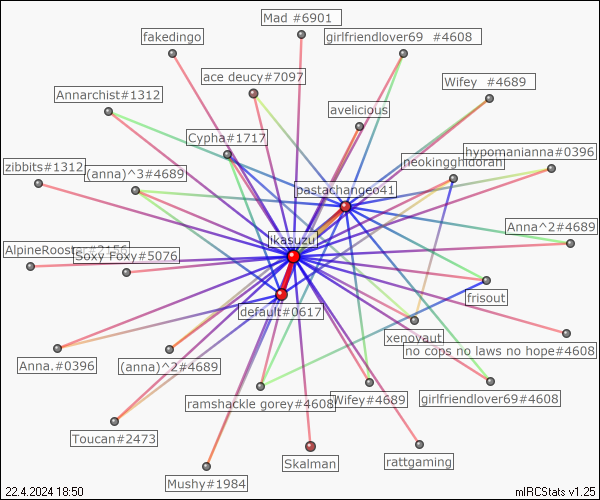 Mad #6901
fakedingo
girlfriendlover69 #4608
ace deucy#7097
Wifey #4689
Annarchist#1312
avelicious
Cypha#1717
hypomanianna#0396
neokingghidorah
zibbits#1312
(anna)^3#4689
pastachangeo41
Anna^2#4689
ikasuzu
AlpineRooster#2156
Soxy Foxy#5076
frisout
default#0617
xenovaut
no cops no laws no hope#4608
Anna.#0396
(anna)^2#4689
ramshackle gorey#4608
Wifey#4689
girlfriendlover69#4608
Toucan#2473
Skalman
rattgaming
Mushy#1984
22.4.2024 18:50
mIRCStats v1.25